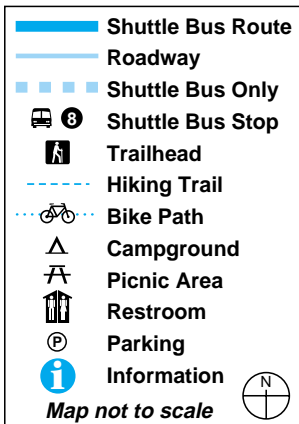 Shuttle Bus Route
Roadway
Shuttle Bus Only
8 Shuttle Bus Stop
Trailhead
Hiking Trail
Bike Path
Campground
Picnic Area
Restroom
P Parking
i Information
N
Map not to scale